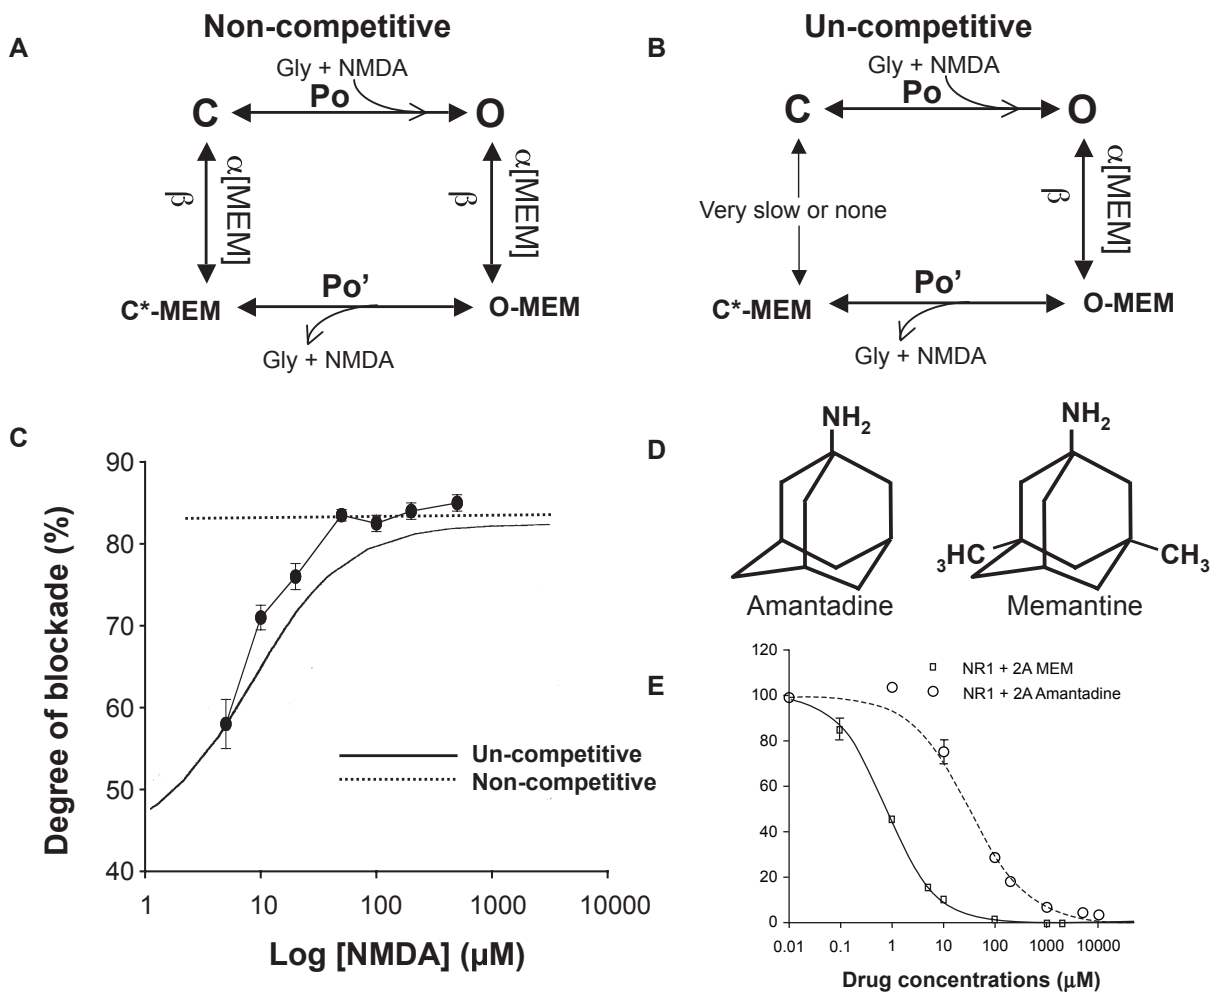 A
Non-competitive
Gly + NMDA
Po
C
O
β
α[MEM]
β
α[MEM]
Po’
C*-MEM
O-MEM
Gly + NMDA
B
Un-competitive
Gly + NMDA
Po
C
O
Very slow or none
β
α[MEM]
Po’
C*-MEM
O-MEM
Gly + NMDA
C
90
80
70
60
50
40
1
10
100
1000
10000
Degree of blockade (%)
Log [NMDA] (μM)
Un-competitive
Non-competitive
D
NH2
Amantadine
NH2
3HC
CH3
Memantine
E
120
100
80
60
40
20
0
NR1 + 2A MEM
NR1 + 2A Amantadine
0.01
0.1
1
10
100
1000
10000
Drug concentrations (μM)